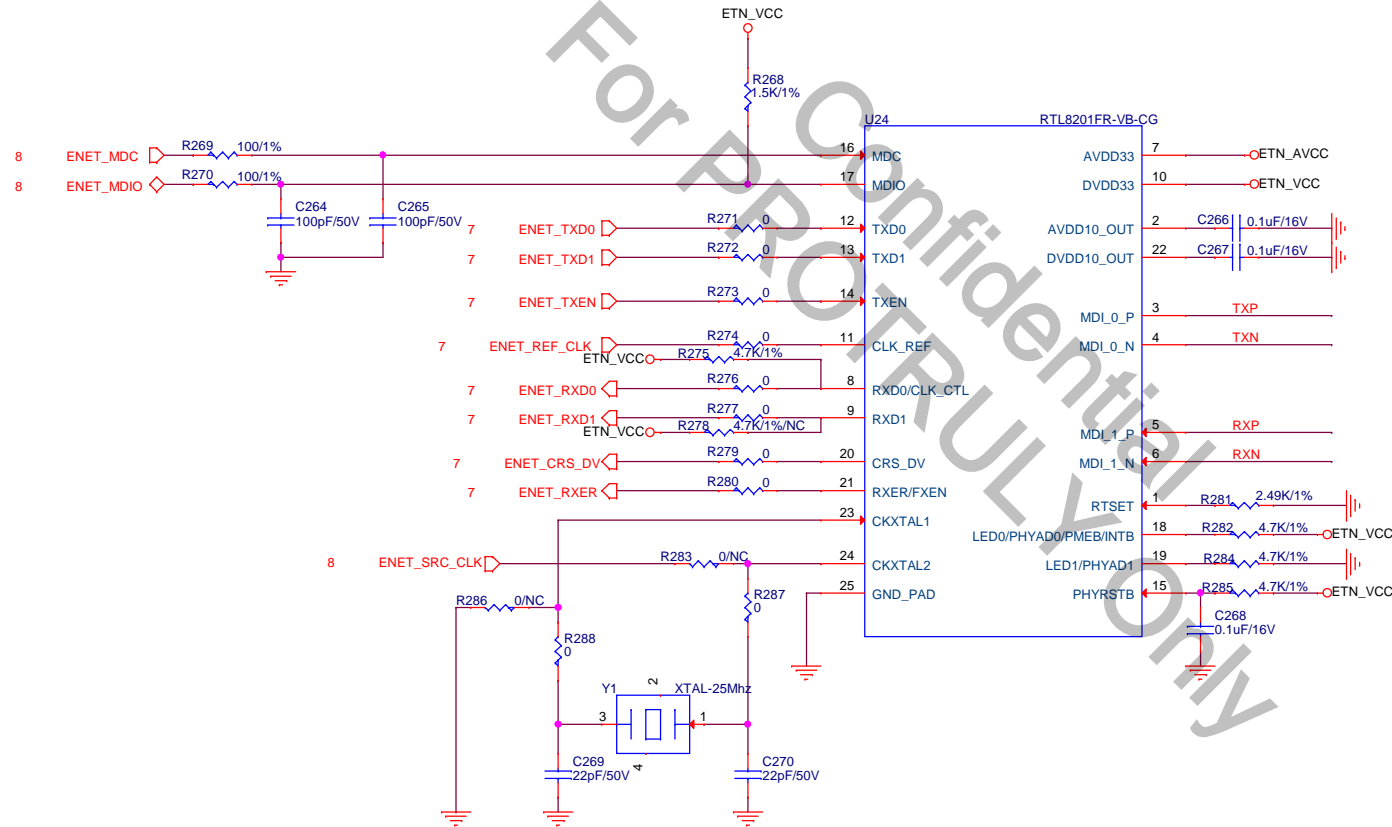 ETN_VCC
R268
1.5K/1%
U24
RTL8201FR-VB-CG
8 ENET_MDC R269 100/1% 16 MDC
AVDD33 7 ETN_AVCC
8 ENET_MDIO R270 100/1% 17 MDIO
DVDD33 10 ETN_VCC
C264
100pF/50V
C265
100pF/50V
7 ENET_TXD0 R271 0 12 TXD0
AVDD10_OUT 2 C266 0.1uF/16V
7 ENET_TXD1 R272 0 13 TXD1
DVDD10_OUT 22 C267 0.1uF/16V
7 ENET_TXEN R273 0 14 TXEN
MDI_0_P 3 TXP
MDI_0_N 4 TXN
7 ENET_REF_CLK R274 0 11 CLK_REF
ETN_VCC R275 4.7K/1%
7 ENET_RXD0 R276 0 8 RXD0/CLK_CTL
7 ENET_RXD1 R277 0 9 RXD1
ETN_VCC R278 4.7K/1%/NC
MDI_1_P 5 RXP
7 ENET_CRS_DV R279 0 20 CRS_DV
MDI_1_N 6 RXN
7 ENET_RXER R280 0 21 RXER/FXEN
RTSET 1 R281 2.49K/1%
23 CKXTAL1
LED0/PHYAD0/PMEB/INTB 18 R282 4.7K/1% ETN_VCC
8 ENET_SRC_CLK R283 0/NC 24 CKXTAL2
LED1/PHYAD1 19 R284 4.7K/1%
25 GND_PAD
PHYRSTB 15 R285 4.7K/1% ETN_VCC
R286 0/NC
R287
0
C268
0.1uF/16V
R288
0
Y1 2 XTAL-25Mhz
3 1
4
C269
22pF/50V
C270
22pF/50V
Confidential
For PROTRULY Only